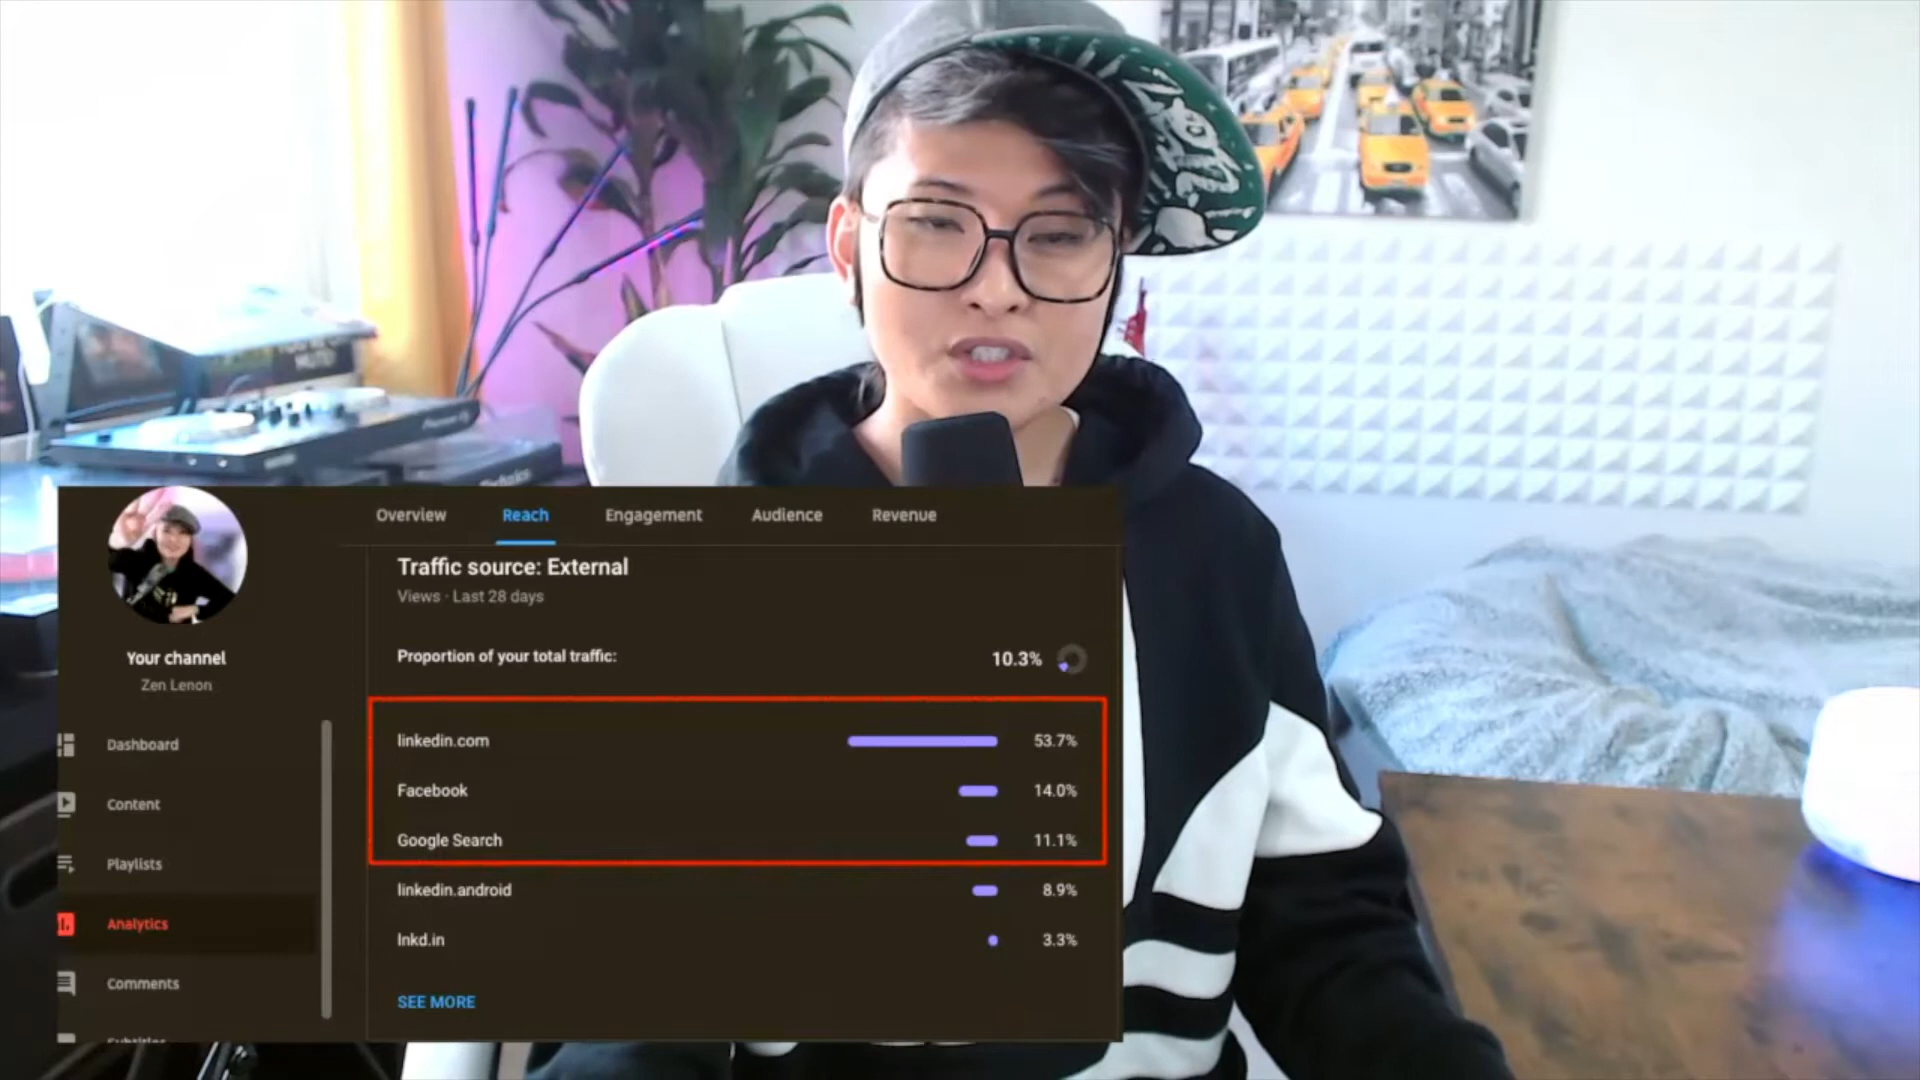 Overview Reach Engagement Audience Revenue
Traffic source: External
Views · Last 28 days
Proportion of your total traffic: 10.3%
Your channel
Zen Lenon
linkedin.com 53.7%
Facebook 14.0%
Google Search 11.1%
linkedin.android 8.9%
lnkd.in 3.3%
SEE MORE
Dashboard
Content
Playlists
Analytics
Comments
Subtitles